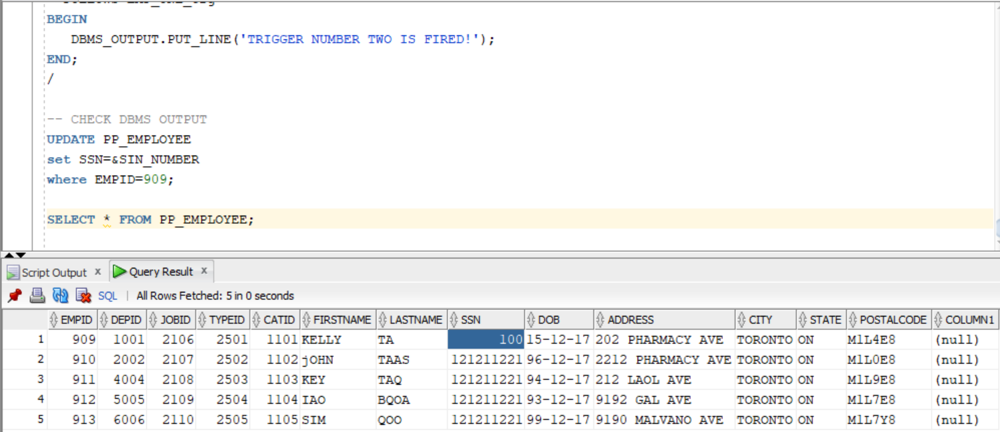 BEGIN
DBMS_OUTPUT.PUT_LINE('TRIGGER NUMBER TWO IS FIRED!');
END;
/
-- CHECK DBMS OUTPUT
UPDATE PP_EMPLOYEE
set SSN=&SIN_NUMBER
where EMPID=909;
SELECT * FROM PP_EMPLOYEE;
Script Output x Query Result x
SQL | All Rows Fetched: 5 in 0 seconds
EMPID DEPID JOBID TYPEID CATID FIRSTNAME LASTNAME SSN DOB ADDRESS CITY STATE POSTALCODE COLUMN1
1 909 1001 2106 2501 1101 KELLY TA 100 15-12-17 202 PHARMACY AVE TORONTO ON M1L4E8 (null)
2 910 2002 2107 2502 1102 jOHN TAAS 121211221 96-12-17 2212 PHARMACY AVE TORONTO ON M1L0E8 (null)
3 911 4004 2108 2503 1103 KEY TAQ 121211221 94-12-17 212 LAOL AVE TORONTO ON M1L9E8 (null)
4 912 5005 2109 2504 1104 IAO BQOA 121211221 93-12-17 9192 GAL AVE TORONTO ON M1L7E8 (null)
5 913 6006 2110 2505 1105 SIM QOO 121211221 99-12-17 9190 MALVANO AVE TORONTO ON M1L7Y8 (null)